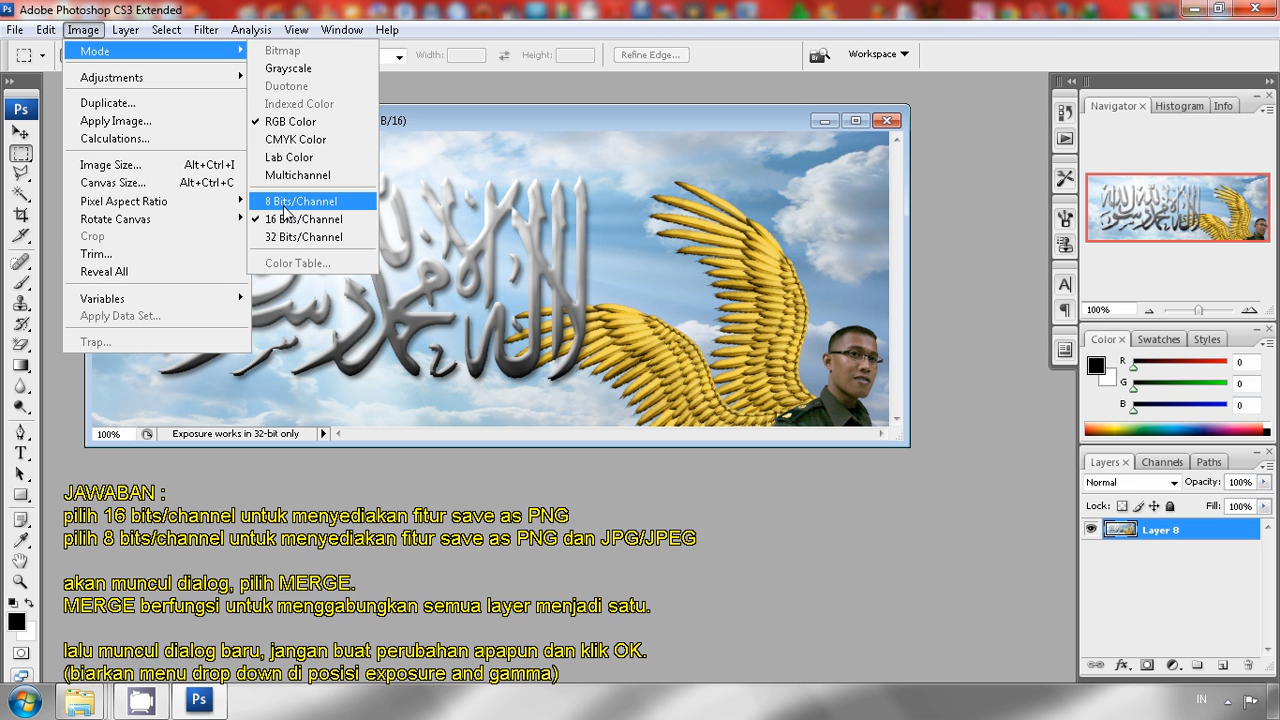 Adobe Photoshop CS3 Extended
File Edit Image Layer Select Filter Analysis View Window Help
Width: Height: Refine Edge... Workspace
Mode
Adjustments
Duplicate...
Apply Image...
Calculations...
Image Size... Alt+Ctrl+I
Canvas Size... Alt+Ctrl+C
Pixel Aspect Ratio
Rotate Canvas
Crop
Trim...
Reveal All
Variables
Apply Data Set...
Trap...
Bitmap
Grayscale
Duotone
Indexed Color
RGB Color
CMYK Color
Lab Color
Multichannel
8 Bits/Channel
16 Bits/Channel
32 Bits/Channel
Color Table...
B/16)
100% Exposure works in 32-bit only
Ps
Navigator × Histogram Info
100%
Color × Swatches Styles
R 0
G 0
B 0
Layers × Channels Paths
Normal Opacity: 100%
Lock: Fill: 100%
Layer 8
JAWABAN :
pilih 16 bits/channel untuk menyediakan fitur save as PNG
pilih 8 bits/channel untuk menyediakan fitur save as PNG dan JPG/JPEG
akan muncul dialog, pilih MERGE.
MERGE berfungsi untuk menggabungkan semua layer menjadi satu.
lalu muncul dialog baru, jangan buat perubahan apapun dan klik OK.
(biarkan menu drop down di posisi exposure and gamma)
Ps
IN